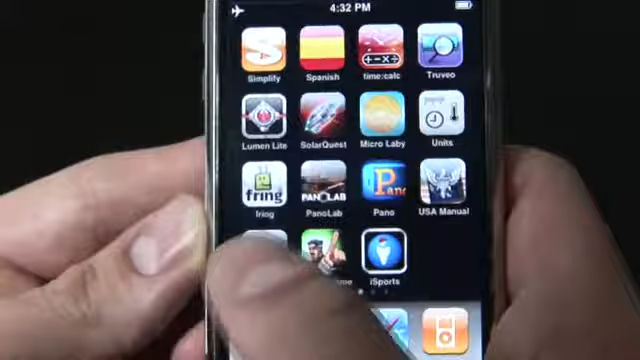 4:32 PM
Simplify
Spanish
time:calc
Truveo
Lumen Lite
SolarQuest
Micro Laby
Units
fring
PANOLAB
Pano
fring
PanoLab
Pano
USA Manual
iSports